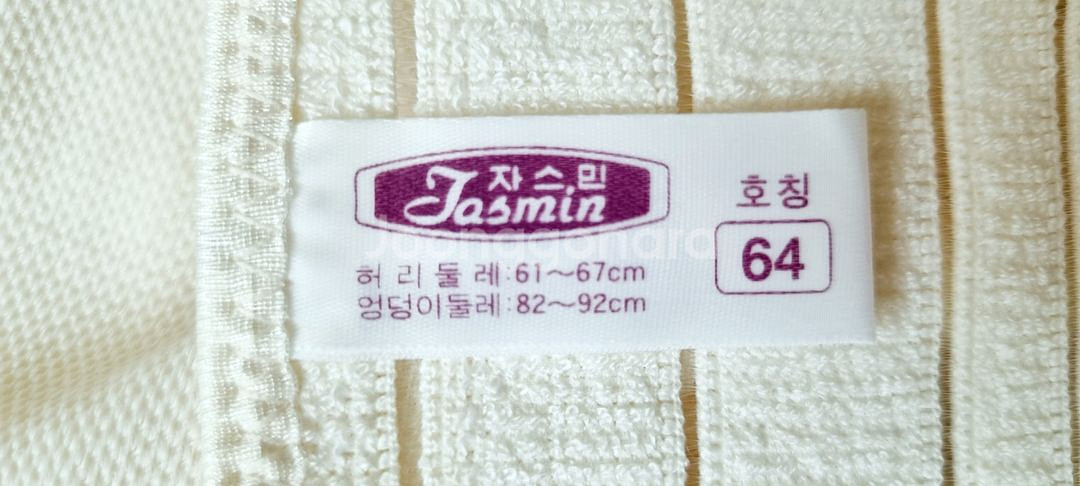 자스민
Jasmin
호칭
64
허리둘레:61~67cm
엉덩이둘레:82~92cm